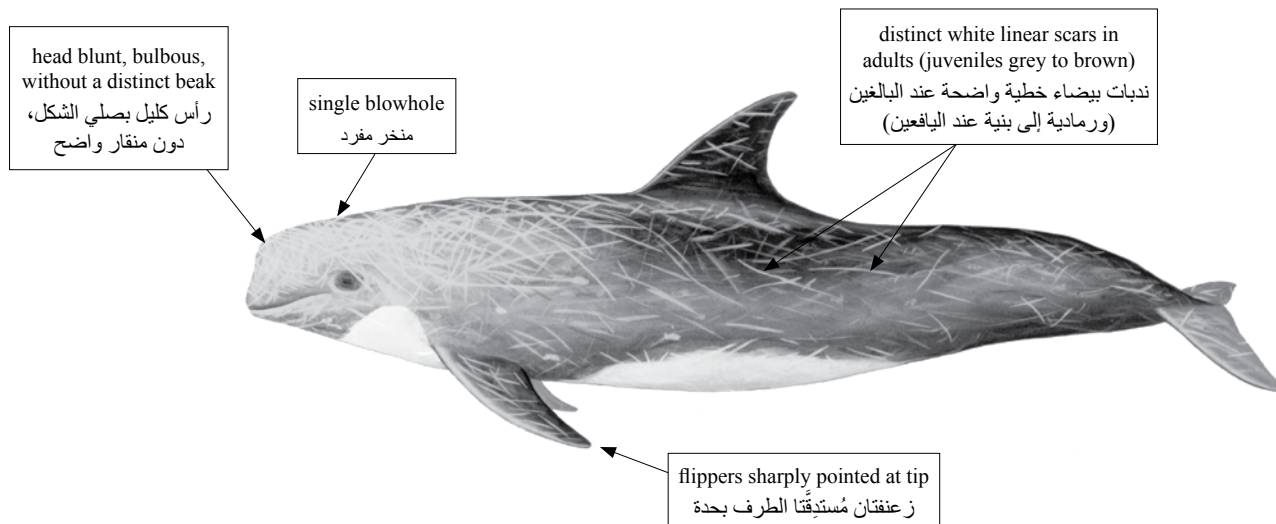 head blunt, bulbous,
without a distinct beak
رأس كليل بصلي الشكل،
دون منقار واضح
single blowhole
منخر مفرد
distinct white linear scars in
adults (juveniles grey to brown)
ندبات بيضاء خطية واضحة عند البالغين
(ورمادية إلى بنية عند اليافعين)
flippers sharply pointed at tip
زعنفتان مُستدِقَّتا الطرف بحدة